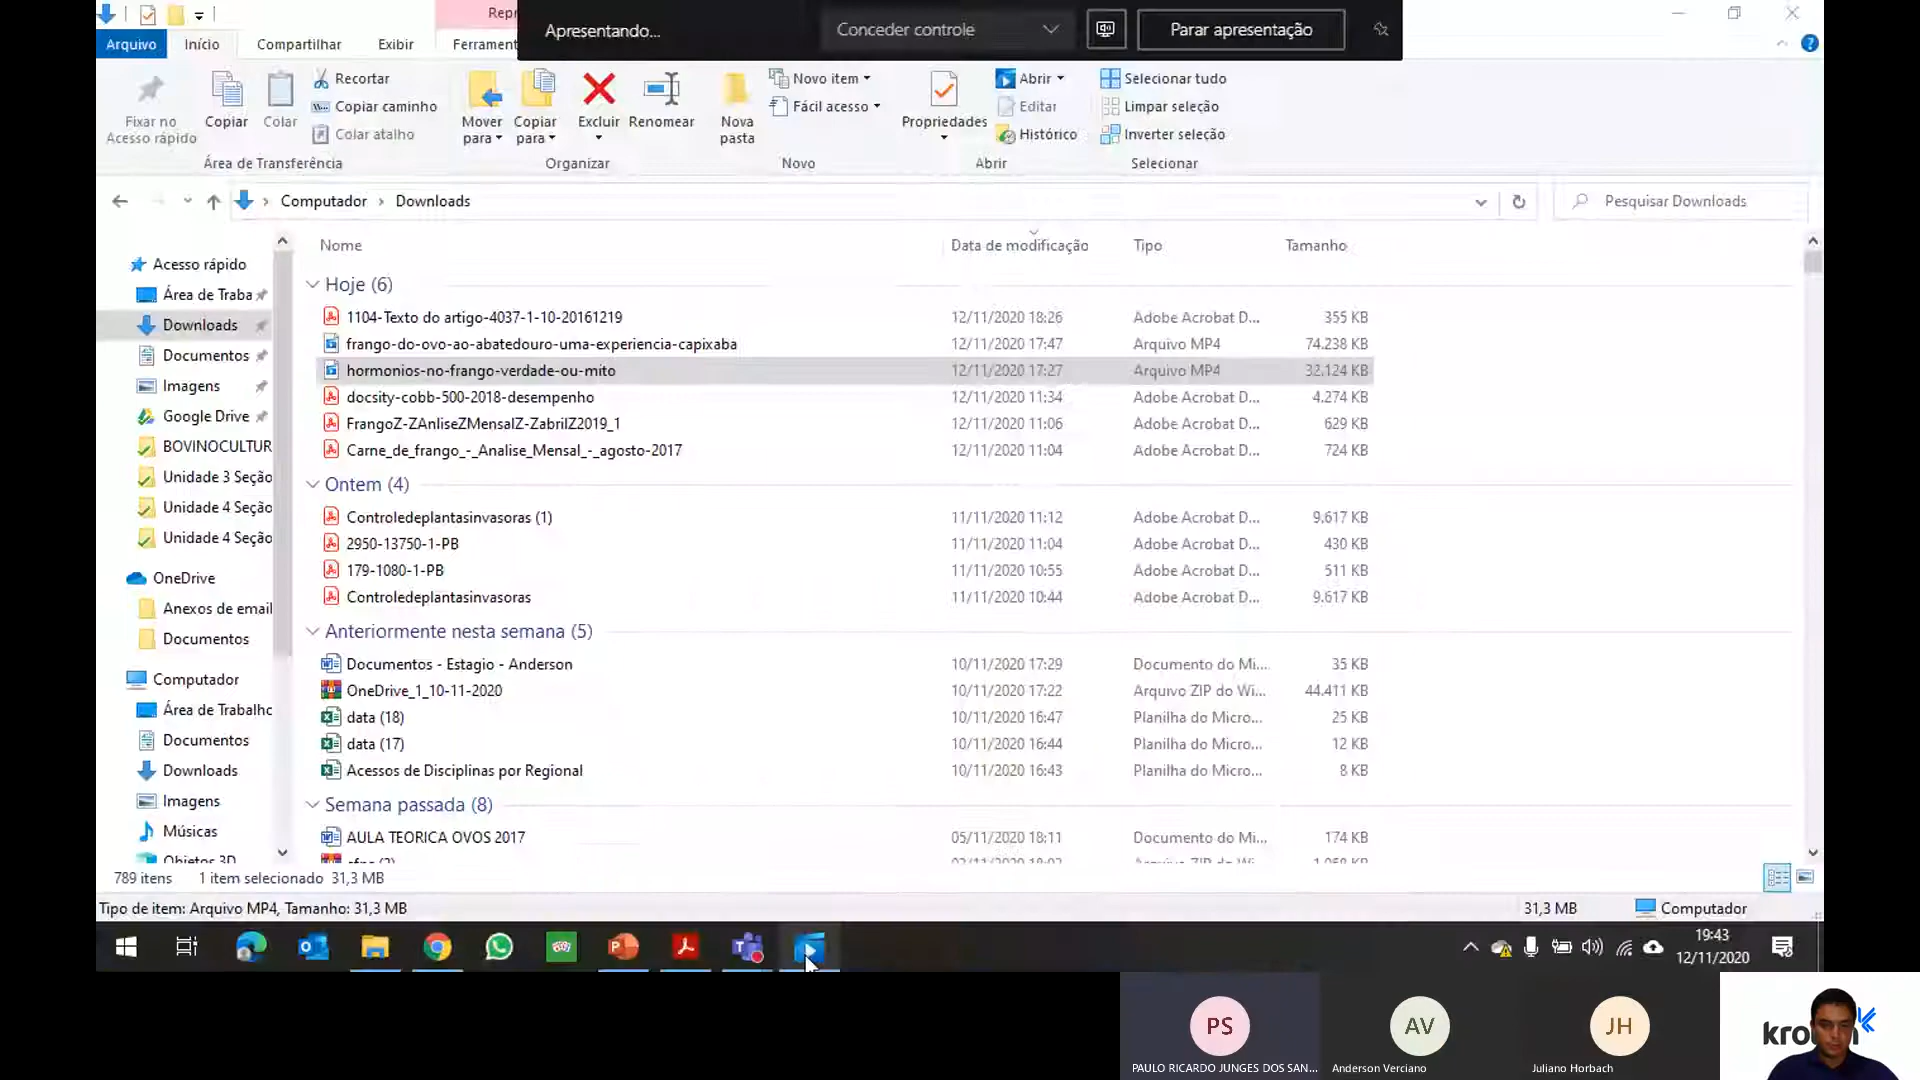 Repr
Apresentando...
Conceder controle
Parar apresentação
Arquivo
Início
Compartilhar
Exibir
Ferrament
Fixar no
Acesso rápido
Copiar
Colar
Recortar
Copiar caminho
Colar atalho
Área de Transferência
Mover
para
Copiar
para
Excluir
Renomear
Organizar
Nova
pasta
Novo item
Fácil acesso
Novo
Propriedades
Abrir
Editar
Histórico
Abrir
Selecionar tudo
Limpar seleção
Inverter seleção
Selecionar
Computador > Downloads
Pesquisar Downloads
Acesso rápido
Área de Traba
Downloads
Documentos
Imagens
Google Drive
BOVINOCULTUR
Unidade 3 Seção
Unidade 4 Seção
Unidade 4 Seção
OneDrive
Anexos de email
Documentos
Computador
Área de Trabalho
Documentos
Downloads
Imagens
Músicas
Objetos 3D
Nome Data de modificação Tipo Tamanho
Hoje (6)
1104-Texto do artigo-4037-1-10-20161219 12/11/2020 18:26 Adobe Acrobat D... 355 KB
frango-do-ovo-ao-abatedouro-uma-experiencia-capixaba 12/11/2020 17:47 Arquivo MP4 74.238 KB
hormonios-no-frango-verdade-ou-mito 12/11/2020 17:27 Arquivo MP4 32.124 KB
docsity-cobb-500-2018-desempenho 12/11/2020 11:34 Adobe Acrobat D... 4.274 KB
FrangoZ-ZAnliseZMensalZ-ZabrilZ2019_1 12/11/2020 11:06 Adobe Acrobat D... 629 KB
Carne_de_frango_-_Analise_Mensal_-_agosto-2017 12/11/2020 11:04 Adobe Acrobat D... 724 KB
Ontem (4)
Controledeplantasinvasoras (1) 11/11/2020 11:12 Adobe Acrobat D... 9.617 KB
2950-13750-1-PB 11/11/2020 11:04 Adobe Acrobat D... 430 KB
179-1080-1-PB 11/11/2020 10:55 Adobe Acrobat D... 511 KB
Controledeplantasinvasoras 11/11/2020 10:44 Adobe Acrobat D... 9.617 KB
Anteriormente nesta semana (5)
Documentos - Estagio - Anderson 10/11/2020 17:29 Documento do Mi... 35 KB
OneDrive_1_10-11-2020 10/11/2020 17:22 Arquivo ZIP do Wi... 44.411 KB
data (18) 10/11/2020 16:47 Planilha do Micro... 25 KB
data (17) 10/11/2020 16:44 Planilha do Micro... 12 KB
Acessos de Disciplinas por Regional 10/11/2020 16:43 Planilha do Micro... 8 KB
Semana passada (8)
AULA TEORICA OVOS 2017 05/11/2020 18:11 Documento do Mi... 174 KB
789 itens 1 item selecionado 31,3 MB
Tipo de item: Arquivo MP4, Tamanho: 31,3 MB
31,3 MB
Computador
19:43
12/11/2020
PS
AV
JH
PAULO RICARDO JUNGES DOS SAN...
Anderson Verciano
Juliano Horbach